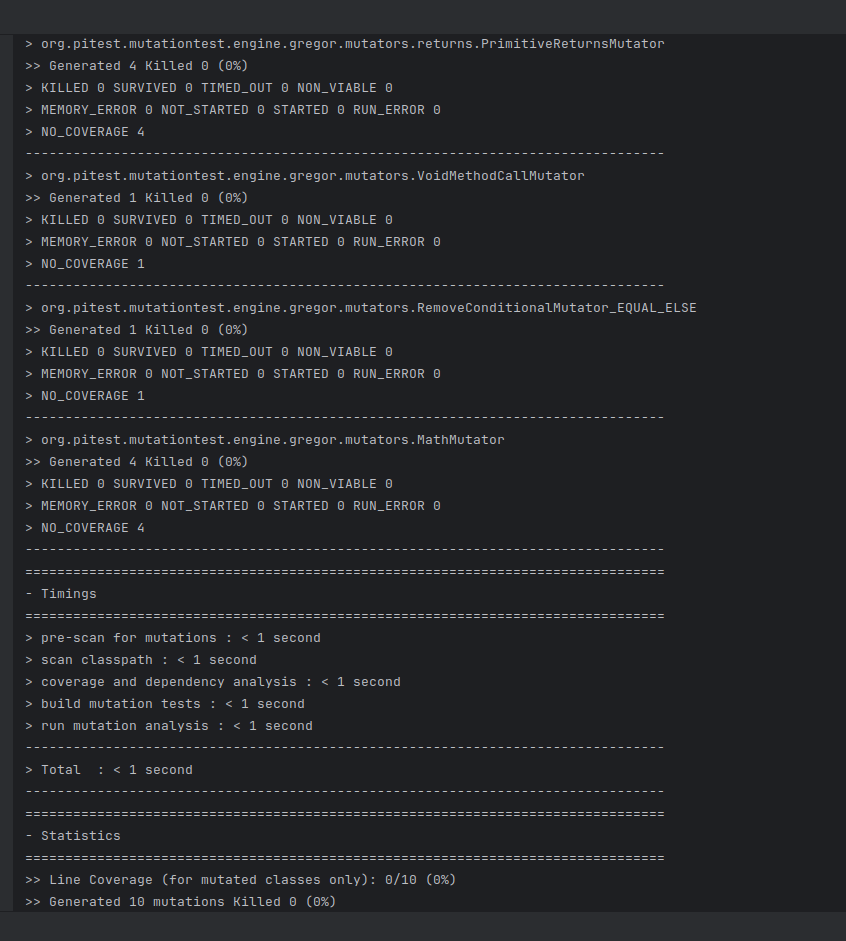 > org.pitest.mutationtest.engine.gregor.mutators.returns.PrimitiveReturnsMutator
>> Generated 4 Killed 0 (0%)
> KILLED 0 SURVIVED 0 TIMED_OUT 0 NON_VIABLE 0
> MEMORY_ERROR 0 NOT_STARTED 0 STARTED 0 RUN_ERROR 0
> NO_COVERAGE 4
--------------------------------------------------------------------------------
> org.pitest.mutationtest.engine.gregor.mutators.VoidMethodCallMutator
>> Generated 1 Killed 0 (0%)
> KILLED 0 SURVIVED 0 TIMED_OUT 0 NON_VIABLE 0
> MEMORY_ERROR 0 NOT_STARTED 0 STARTED 0 RUN_ERROR 0
> NO_COVERAGE 1
--------------------------------------------------------------------------------
> org.pitest.mutationtest.engine.gregor.mutators.RemoveConditionalMutator_EQUAL_ELSE
>> Generated 1 Killed 0 (0%)
> KILLED 0 SURVIVED 0 TIMED_OUT 0 NON_VIABLE 0
> MEMORY_ERROR 0 NOT_STARTED 0 STARTED 0 RUN_ERROR 0
> NO_COVERAGE 1
--------------------------------------------------------------------------------
> org.pitest.mutationtest.engine.gregor.mutators.MathMutator
>> Generated 4 Killed 0 (0%)
> KILLED 0 SURVIVED 0 TIMED_OUT 0 NON_VIABLE 0
> MEMORY_ERROR 0 NOT_STARTED 0 STARTED 0 RUN_ERROR 0
> NO_COVERAGE 4
--------------------------------------------------------------------------------
================================================================================
- Timings
================================================================================
> pre-scan for mutations : < 1 second
> scan classpath : < 1 second
> coverage and dependency analysis : < 1 second
> build mutation tests : < 1 second
> run mutation analysis : < 1 second
--------------------------------------------------------------------------------
> Total  : < 1 second
--------------------------------------------------------------------------------
================================================================================
- Statistics
================================================================================
>> Line Coverage (for mutated classes only): 0/10 (0%)
>> Generated 10 mutations Killed 0 (0%)